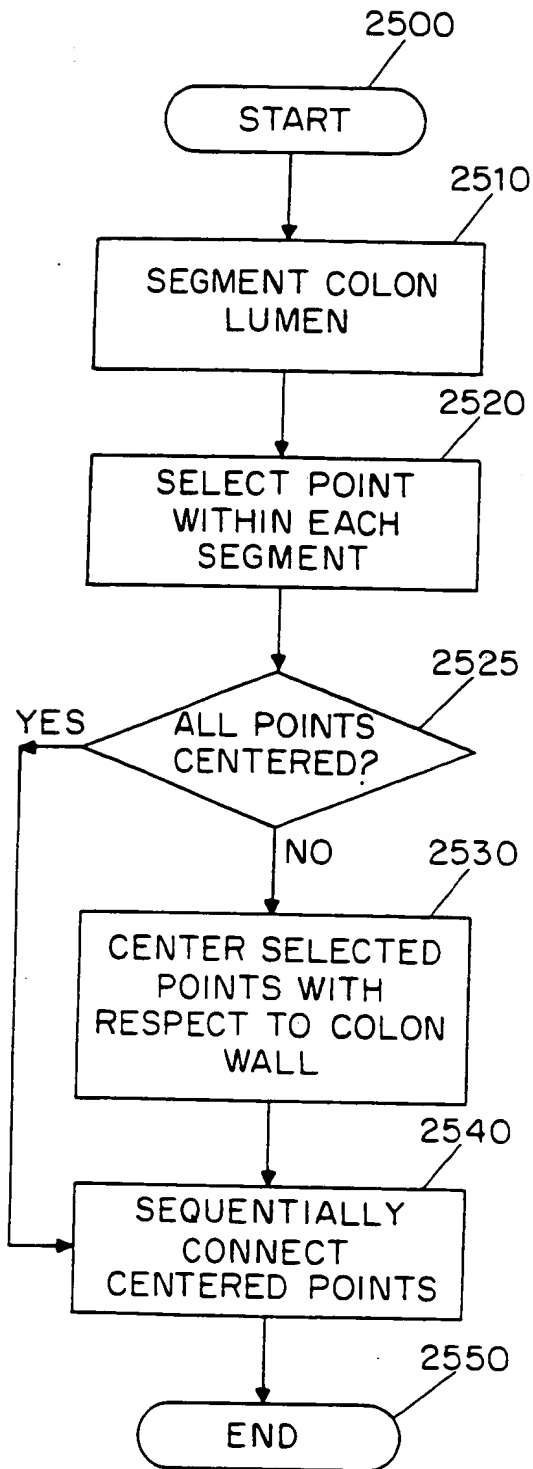 2500
START
2510
SEGMENT COLON
LUMEN
2520
SELECT POINT
WITHIN EACH
SEGMENT
2525
YES
ALL POINTS
CENTERED?
NO
2530
CENTER SELECTED
POINTS WITH
RESPECT TO COLON
WALL
2540
SEQUENTIALLY
CONNECT
CENTERED POINTS
2550
END